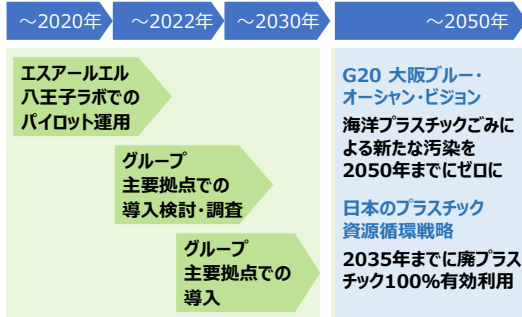 ～2020年
～2022年
～2030年
～2050年
エスアールエル
八王子ラボでの
パイロット運用
グループ
主要拠点での
導入検討・調査
グループ
主要拠点での
導入
G20 大阪ブルー・
オーシャン・ビジョン
海洋プラスチックごみに
よる新たな汚染を
2050年までにゼロに
日本のプラスチック
資源循環戦略
2035年までに廃プラス
チック100%有効利用